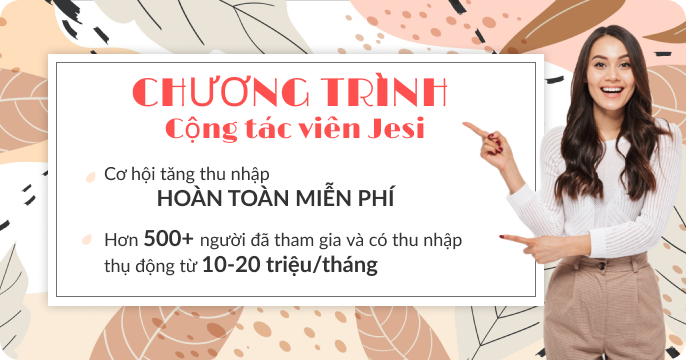 CHƯƠNG TRÌNH
Cộng tác viên Jesi
Cơ hội tăng thu nhập
HOÀN TOÀN MIỄN PHÍ
Hơn 500+ người đã tham gia và có thu nhập
thụ động từ 10-20 triệu/tháng